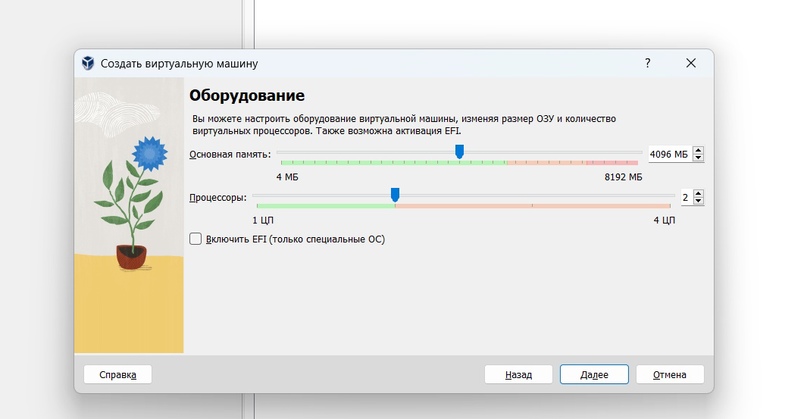 Создать виртуальную машину
?
Оборудование
Вы можете настроить оборудование виртуальной машины, изменяя размер ОЗУ и количество
виртуальных процессоров. Также возможна активация EFI.
Основная память:
4096 МБ
4 МБ
8192 МБ
Процессоры:
2
1 ЦП
4 ЦП
Включить EFI (только специальные ОС)
Справка
Назад
Далее
Отмена